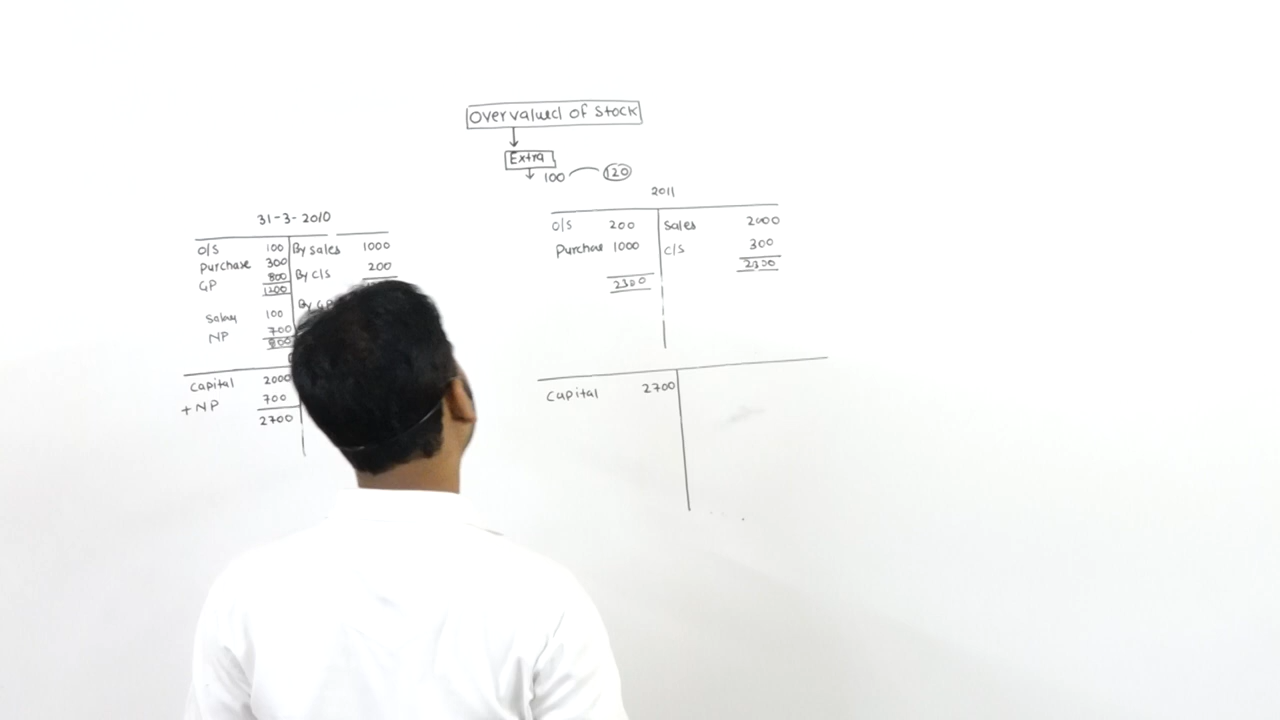 Overvalued of Stock
Extra
100 120
31-3-2010
O/S 100 By sales 1000
Purchase 300
800 By C/S 200
GP 1200
By
Salary 100
NP 700
800
Capital 2000
+ NP 700
2700
2011
O/S 200 Sales 2000
Purchase 1000 C/S 300
2300 2300
Capital 2700